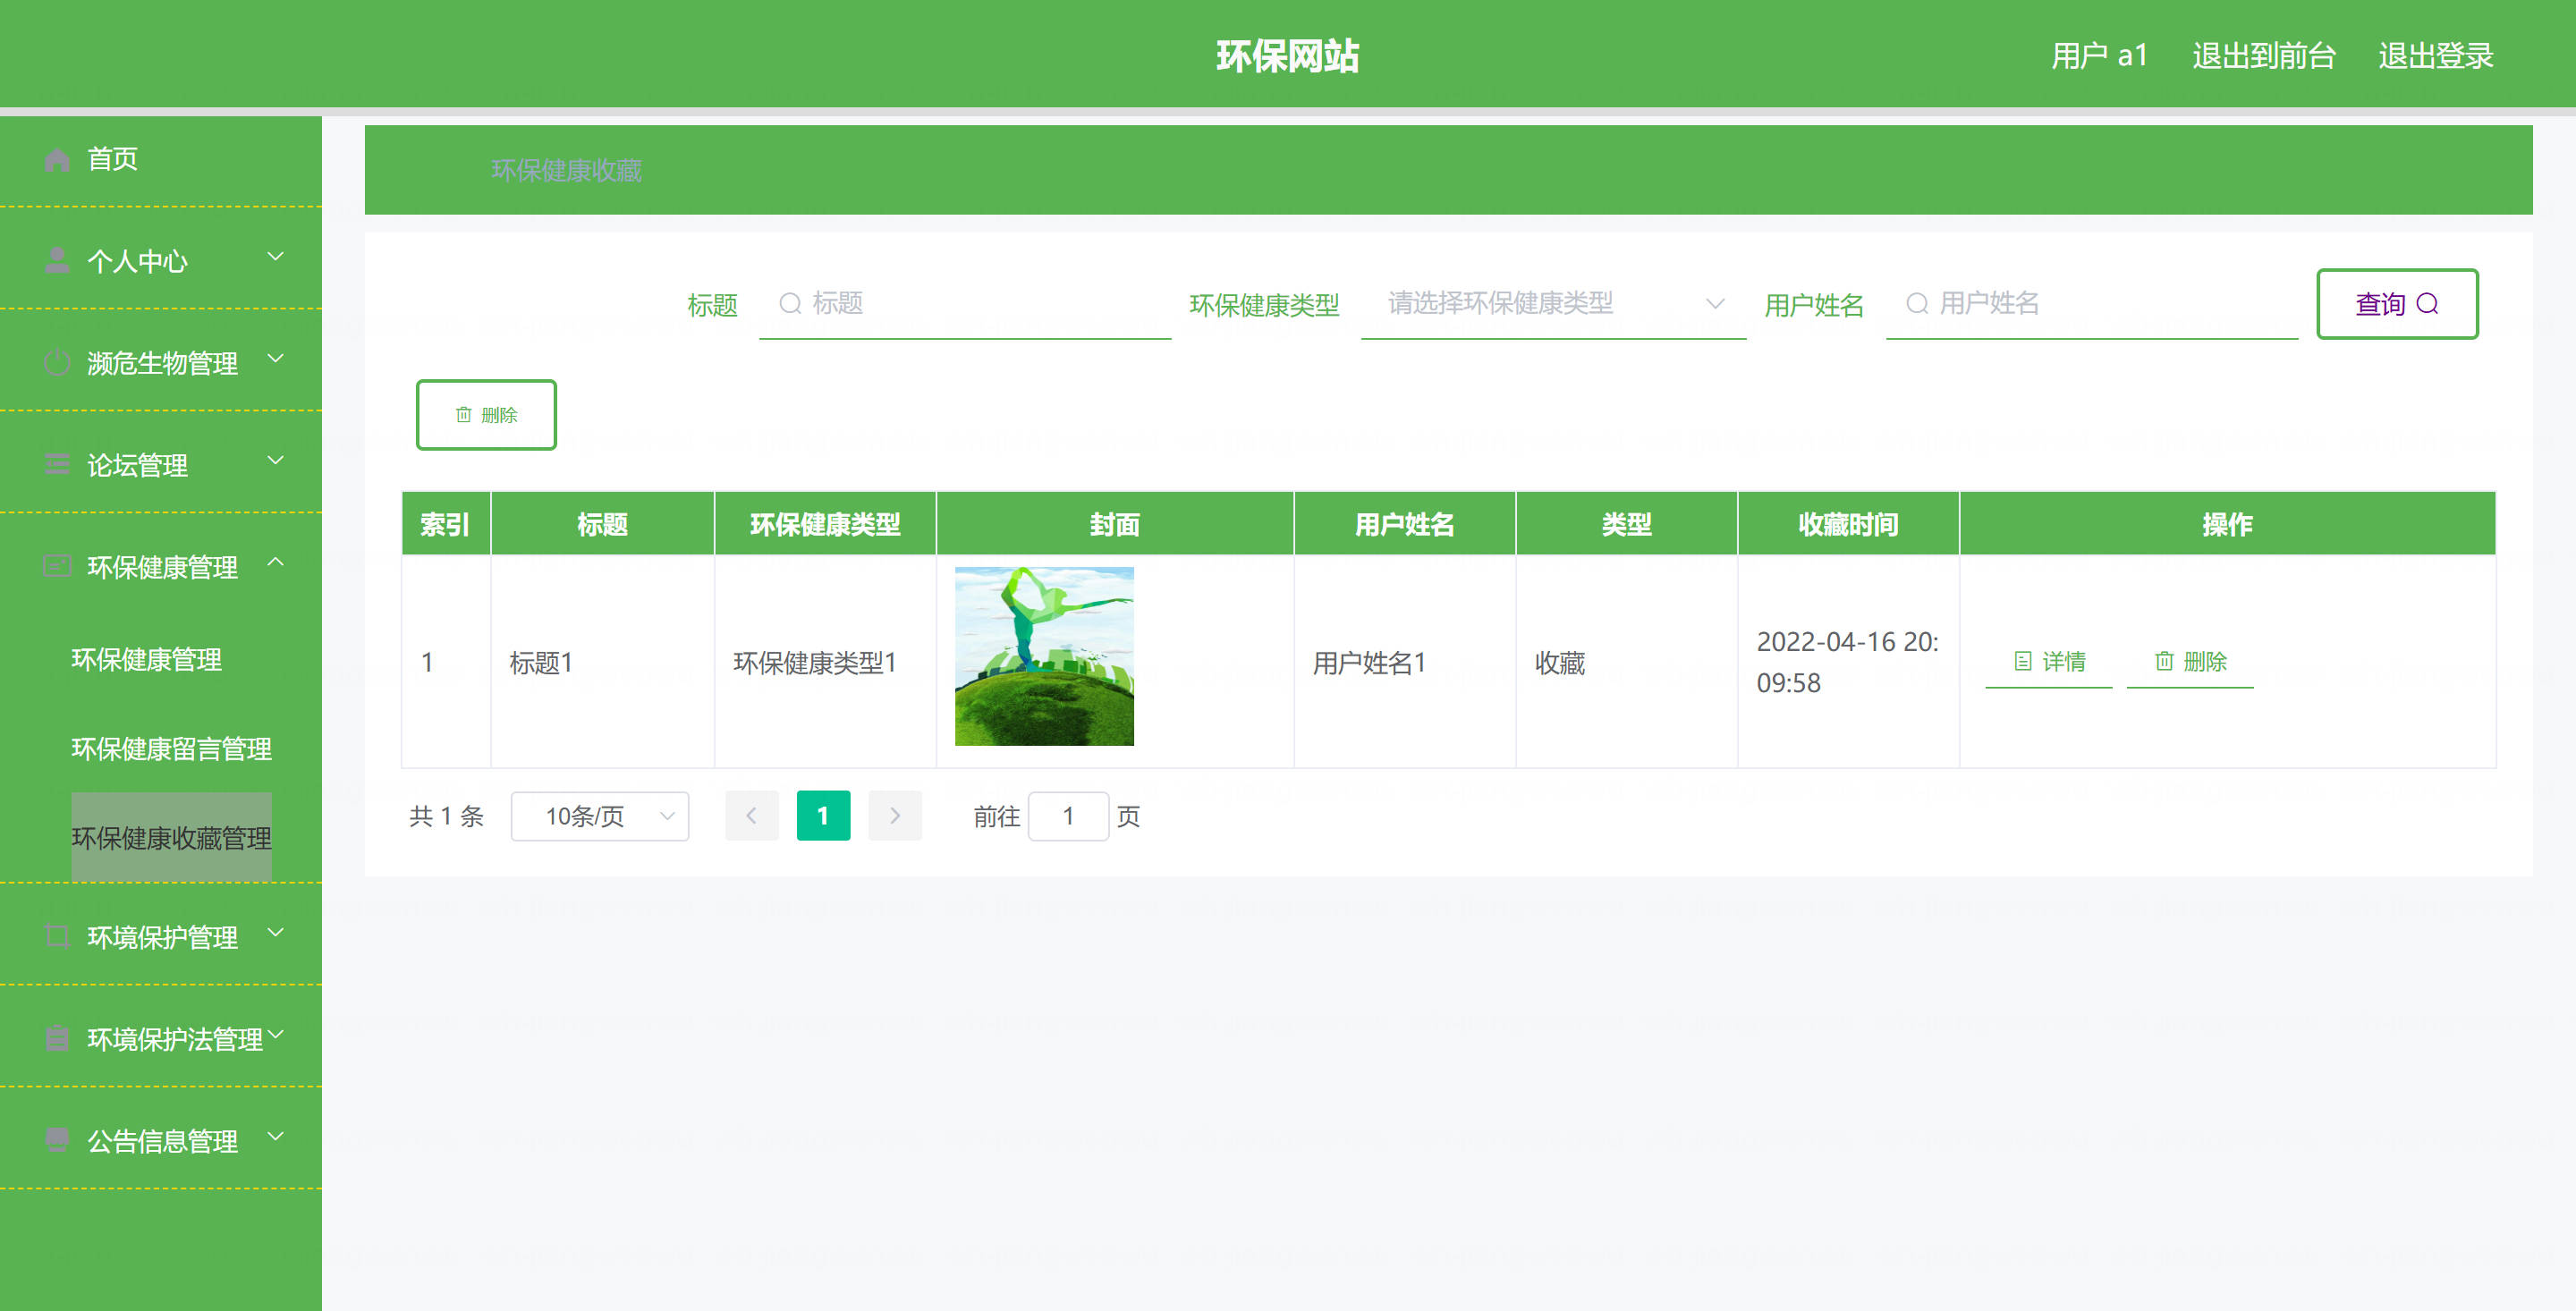 环保网站
用户 a1
退出到前台
退出登录
首页
个人中心
濒危生物管理
论坛管理
环保健康管理
环保健康管理
环保健康留言管理
环保健康收藏管理
环境保护管理
环境保护法管理
公告信息管理
环保健康收藏
标题 标题 环保健康类型 请选择环保健康类型 用户姓名 用户姓名 查询
删除
索引 标题 环保健康类型 封面 用户姓名 类型 收藏时间 操作
1 标题1 环保健康类型1 用户姓名1 收藏 2022-04-16 20:
09:58
详情 删除
共 1 条 10条/页 1 前往 1 页